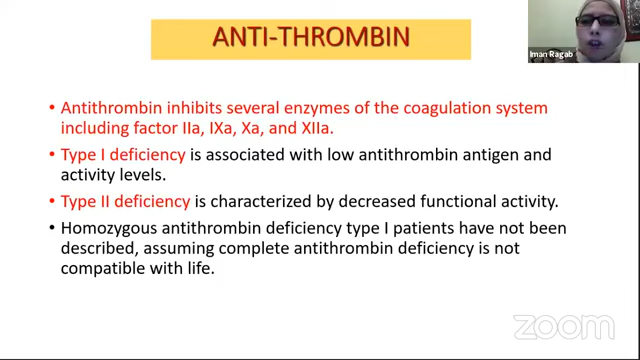 ANTI-THROMBIN
Iman Ragab
• Antithrombin inhibits several enzymes of the coagulation system
including factor IIa, IXa, Xa, and XIIa.
• Type I deficiency is associated with low antithrombin antigen and
activity levels.
• Type II deficiency is characterized by decreased functional activity.
• Homozygous antithrombin deficiency type I patients have not been
described, assuming complete antithrombin deficiency is not
compatible with life.
zoom